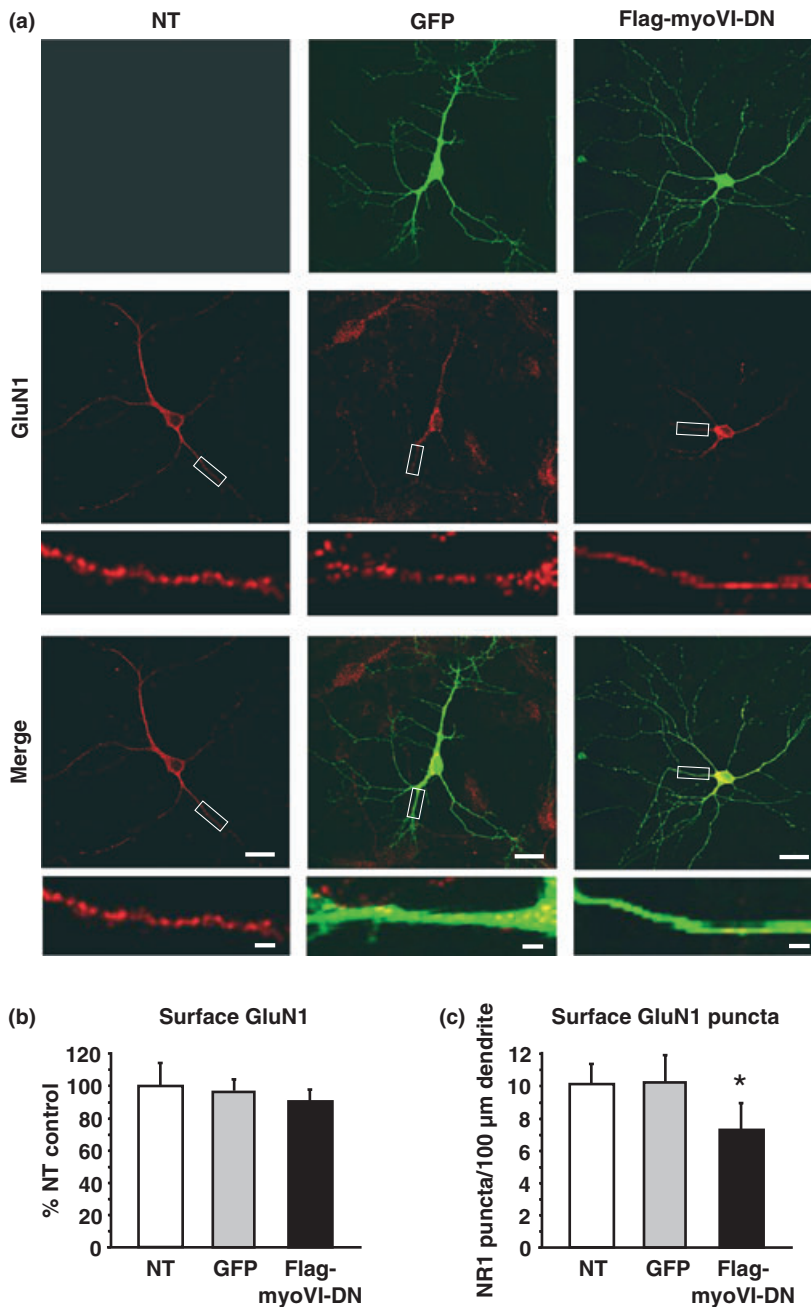 (a) NT GFP Flag-myoVI-DN
GluN1
Merge
(b) Surface GluN1
120
100
80
60
40
20
0
% NT control
NT GFP Flag-
myoVI-DN
(c) Surface GluN1 puncta
12
10
8
6
4
2
0
NR1 puncta/100 µm dendrite
*
NT GFP Flag-
myoVI-DN